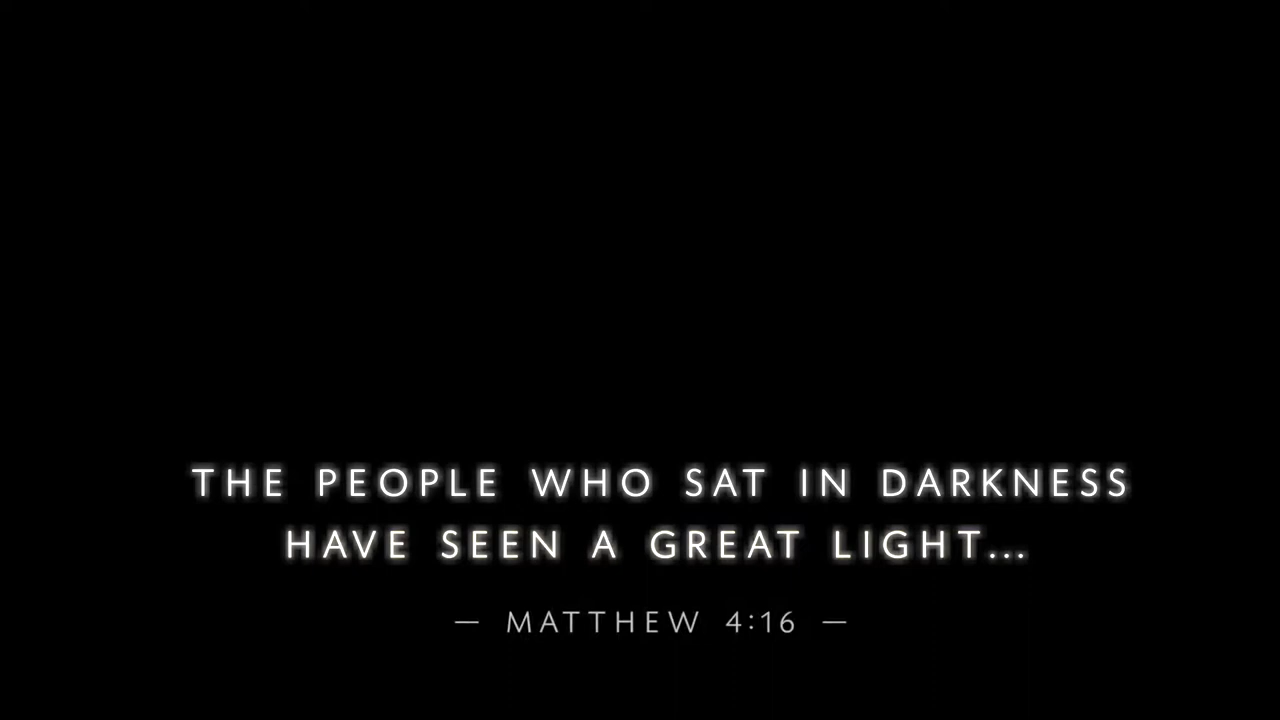 THE PEOPLE WHO SAT IN DARKNESS
HAVE SEEN A GREAT LIGHT...
— MATTHEW 4:16 —